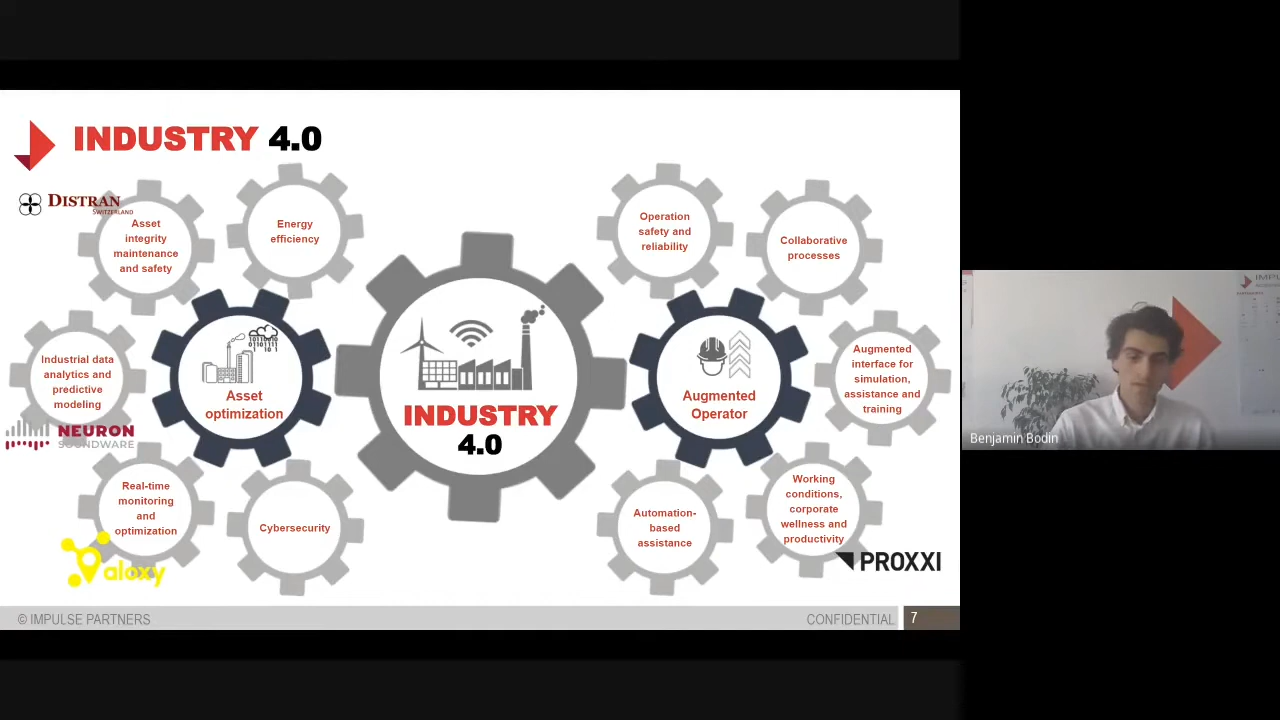 INDUSTRY 4.0
DISTRAN
SWITZERLAND
Asset
integrity
maintenance
and safety
Energy
efficiency
Operation
safety and
reliability
Collaborative
processes
Industrial data
analytics and
predictive
modeling
NEURON
SOUNDWARE
Asset
optimization
INDUSTRY
4.0
Augmented
Operator
Augmented
interface for
simulation,
assistance and
training
Real-time
monitoring
and
optimization
aloxy
Cybersecurity
Automation-
based
assistance
Working
conditions,
corporate
wellness and
productivity
PROXXI
© IMPULSE PARTNERS
CONFIDENTIAL
7
Benjamin Bodin